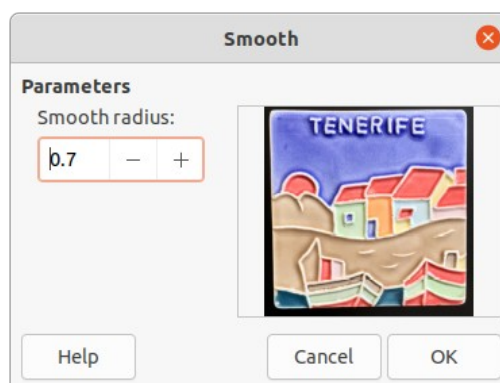 Smooth
Parameters
Smooth radius:
0.7
TENERIFE
Help
Cancel
OK